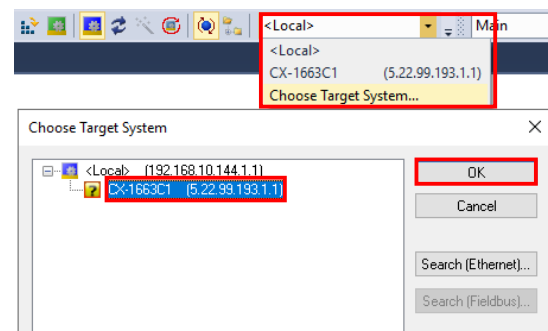 <Local> Main
<Local>
CX-1663C1 (5.22.99.193.1.1)
Choose Target System...
Choose Target System
<Local> (192.168.10.144.1.1)
OK
CX-1663C1 (5.22.99.193.1.1)
Cancel
Search (Ethernet)...
Search (Fieldbus)...